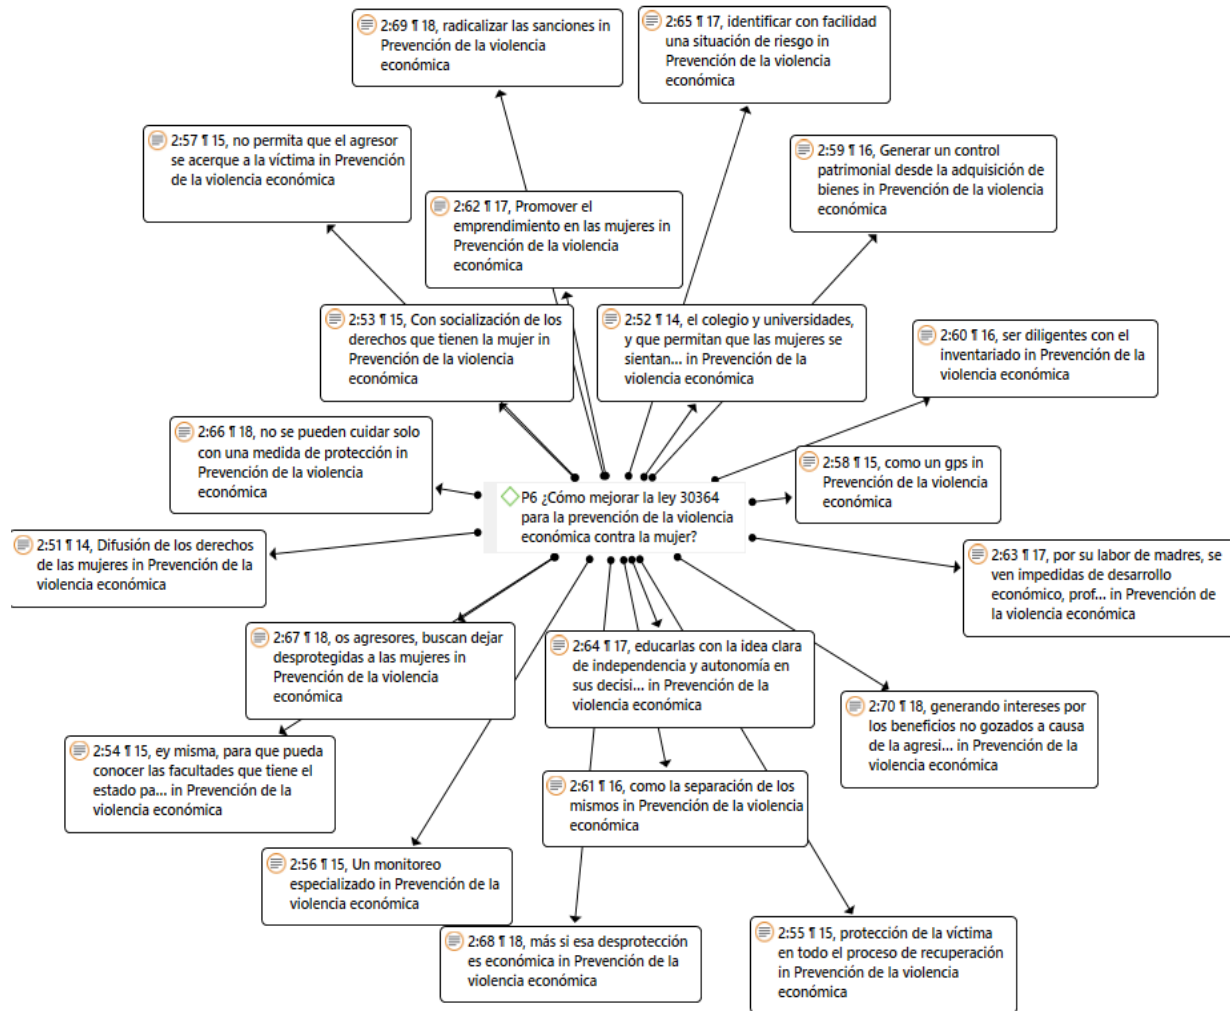 2:69 ¶ 18, radicalizar las sanciones in
Prevención de la violencia
económica
2:65 ¶ 17, identificar con facilidad
una situación de riesgo in
Prevención de la violencia
económica
2:57 ¶ 15, no permita que el agresor
se acerque a la víctima in Prevención
de la violencia económica
2:59 ¶ 16, Generar un control
patrimonial desde la adquisición de
bienes in Prevención de la violencia
económica
2:62 ¶ 17, Promover el
emprendimiento en las mujeres in
Prevención de la violencia
económica
2:53 ¶ 15, Con socialización de los
derechos que tienen la mujer in
Prevención de la violencia
económica
2:52 ¶ 14, el colegio y universidades,
y que permitan que las mujeres se
sientan... in Prevención de la
violencia económica
2:60 ¶ 16, ser diligentes con el
inventariado in Prevención de la
violencia económica
2:66 ¶ 18, no se pueden cuidar solo
con una medida de protección in
Prevención de la violencia
económica
2:58 ¶ 15, como un gps in
Prevención de la violencia
económica
P6 ¿Cómo mejorar la ley 30364
para la prevención de la violencia
económica contra la mujer?
2:51 ¶ 14, Difusión de los derechos
de las mujeres in Prevención de la
violencia económica
2:63 ¶ 17, por su labor de madres, se
ven impedidas de desarrollo
económico, prof... in Prevención de
la violencia económica
2:67 ¶ 18, os agresores, buscan dejar
desprotegidas a las mujeres in
Prevención de la violencia
económica
2:64 ¶ 17, educarlas con la idea clara
de independencia y autonomía en
sus decisi... in Prevención de la
violencia económica
2:70 ¶ 18, generando intereses por
los beneficios no gozados a causa
de la agresi... in Prevención de la
violencia económica
2:54 ¶ 15, ey misma, para que pueda
conocer las facultades que tiene el
estado pa... in Prevención de la
violencia económica
2:61 ¶ 16, como la separación de los
mismos in Prevención de la violencia
económica
2:56 ¶ 15, Un monitoreo
especializado in Prevención de la
violencia económica
2:68 ¶ 18, más si esa desprotección
es económica in Prevención de la
violencia económica
2:55 ¶ 15, protección de la víctima
en todo el proceso de recuperación
in Prevención de la violencia
económica